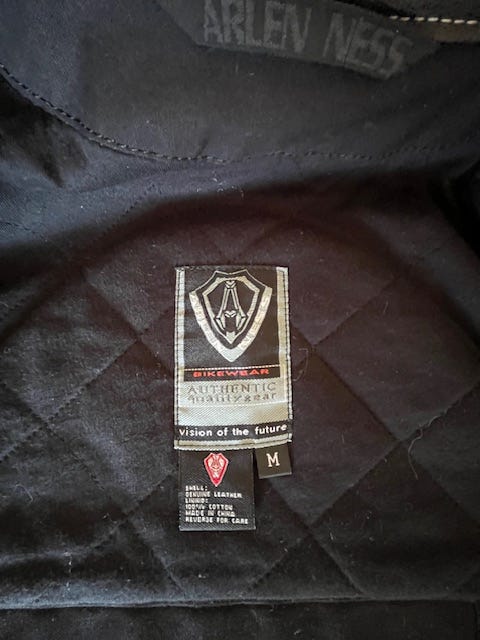 ARLEN NESS
BIKEWEAR
AUTHENTIC
qualitygear
vision of the future
M
SHELL:
GENUINE LEATHER
LINING:
100% COTTON
MADE IN CHINA
REVERSE FOR CARE